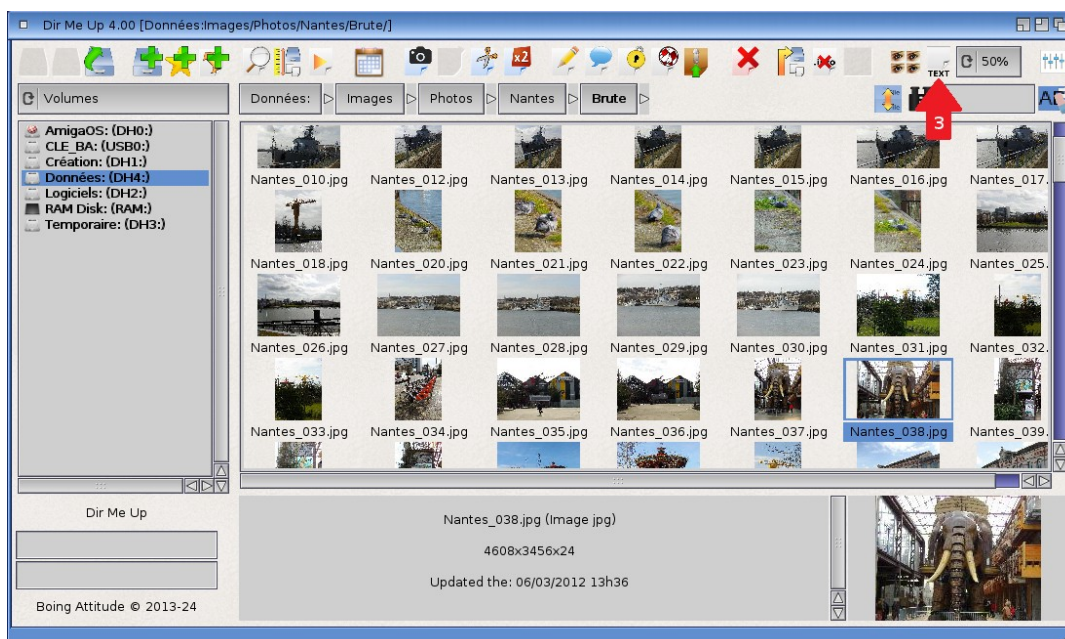 Dir Me Up 4.00 [Données:Images/Photos/Nantes/Brute/]
x2
TEXT
50%
3
Volumes
Données:
Images
Photos
Nantes
Brute
AmigaOS: (DH0:)
CLE_BA: (USB0:)
Création: (DH1:)
Données: (DH4:)
Logiciels: (DH2:)
RAM Disk: (RAM:)
Temporaire: (DH3:)
Nantes_010.jpg Nantes_012.jpg Nantes_013.jpg Nantes_014.jpg Nantes_015.jpg Nantes_016.jpg Nantes_017.
Nantes_018.jpg Nantes_020.jpg Nantes_021.jpg Nantes_022.jpg Nantes_023.jpg Nantes_024.jpg Nantes_025.
Nantes_026.jpg Nantes_027.jpg Nantes_028.jpg Nantes_029.jpg Nantes_030.jpg Nantes_031.jpg Nantes_032.
Nantes_033.jpg Nantes_034.jpg Nantes_035.jpg Nantes_036.jpg Nantes_037.jpg Nantes_038.jpg Nantes_039.
Dir Me Up
Boing Attitude © 2013-24
Nantes_038.jpg (Image jpg)
4608x3456x24
Updated the: 06/03/2012 13h36